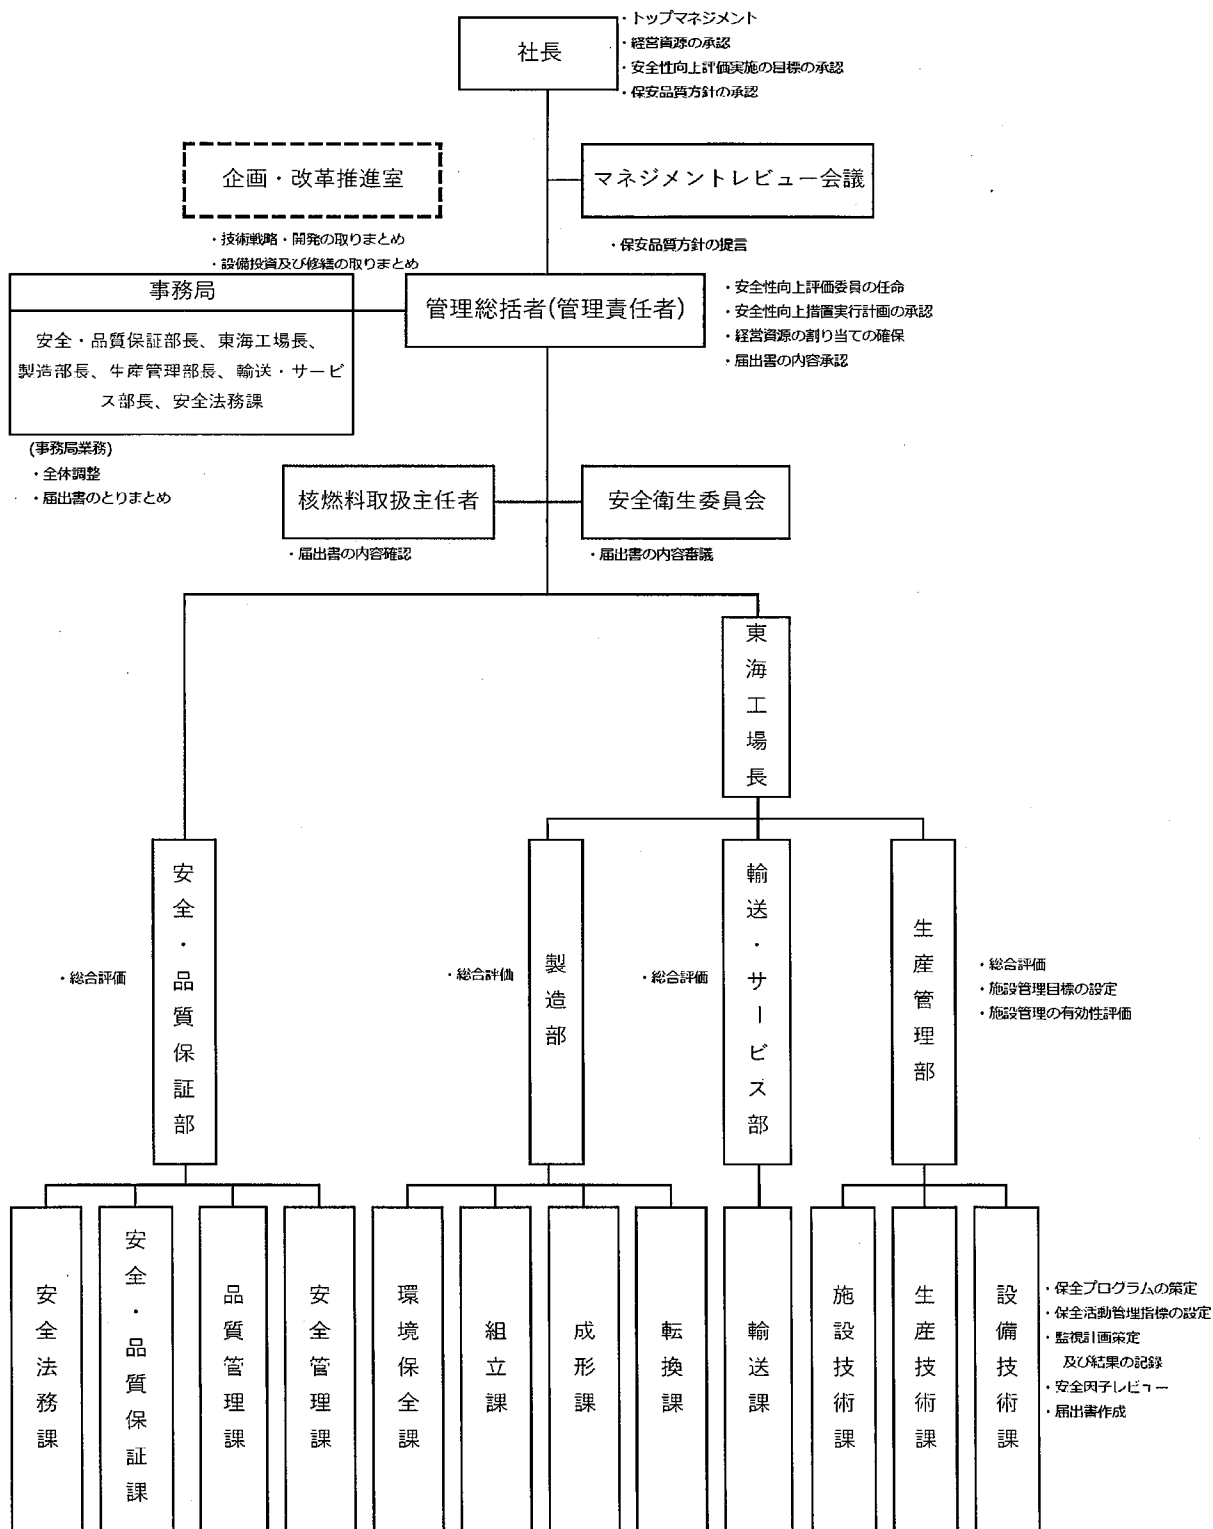 社長
・トップマネジメント
・経営資源の承認
・安全性向上評価実施の目標の承認
・保安品質方針の承認
企画・改革推進室
・技術戦略・開発の取りまとめ
・設備投資及び修繕の取りまとめ
マネジメントレビュー会議
・保安品質方針の提言
事務局
安全・品質保証部長、東海工場長、
製造部長、生産管理部長、輸送・サービ
ス部長、安全法務課
(事務局業務)
・全体調整
・届出書のとりまとめ
管理総括者(管理責任者)
・安全性向上評価委員の任命
・安全性向上措置実行計画の承認
・経営資源の割り当ての確保
・届出書の内容承認
核燃料取扱主任者
・届出書の内容確認
安全衛生委員会
・届出書の内容審議
東海工場長
安全・品質保証部
・総合評価
製造部
・総合評価
輸送・サービス部
・総合評価
生産管理部
・総合評価
・施設管理目標の設定
・施設管理の有効性評価
安全法務課
安全・品質保証課
品質管理課
安全管理課
環境保全課
組立課
成形課
転換課
輸送課
施設技術課
生産技術課
設備技術課
・保全プログラムの策定
・保全活動管理指標の設定
・監視計画策定
及び結果の記録
・安全因子レビュー
・届出書作成